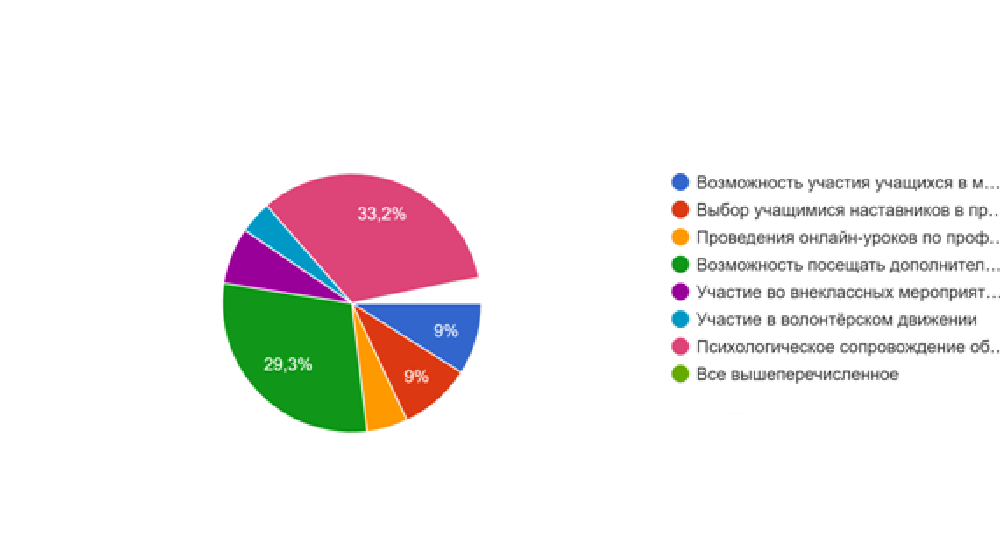 33,2%
9%
9%
29,3%
Возможность участия учащихся в м...
Выбор учащимися наставников в пр...
Проведения онлайн-уроков по проф...
Возможность посещать дополнител...
Участие во внеклассных мероприят...
Участие в волонтёрском движении
Психологическое сопровождение об...
Все вышеперечисленное